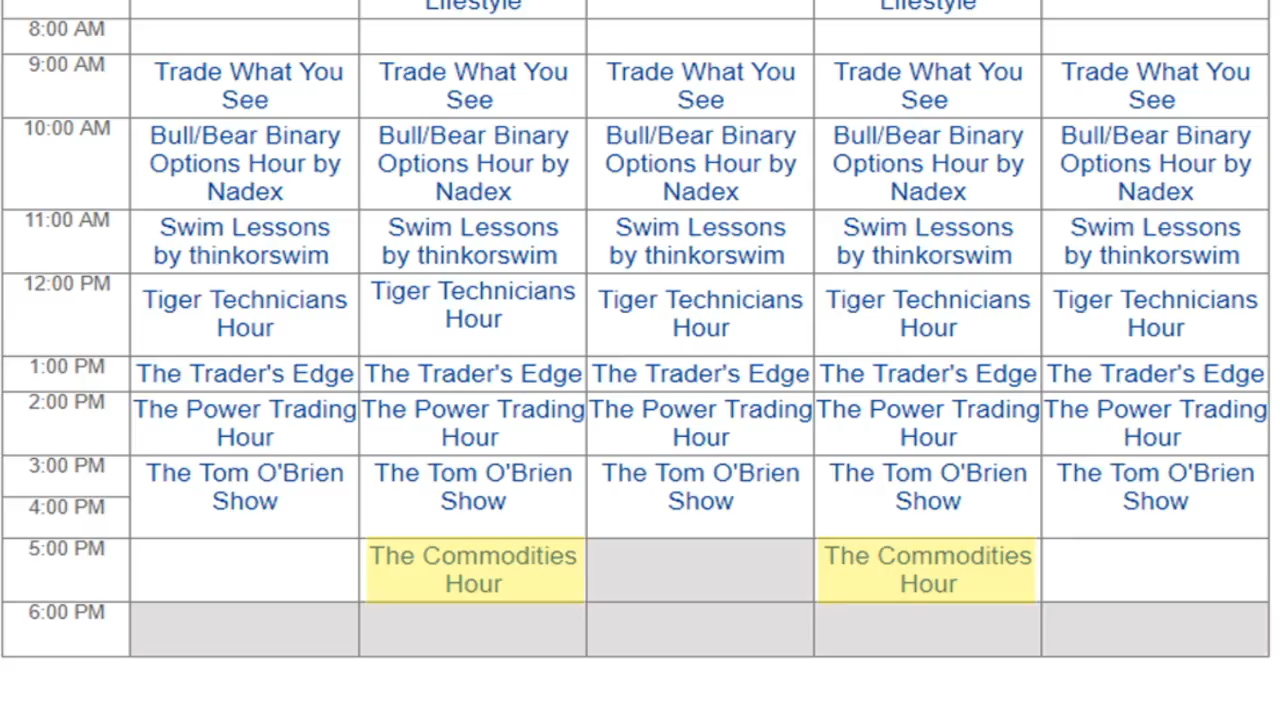 Lifestyle Lifestyle
8:00 AM
9:00 AM Trade What You Trade What You Trade What You Trade What You Trade What You
See See See See See
10:00 AM Bull/Bear Binary Bull/Bear Binary Bull/Bear Binary Bull/Bear Binary Bull/Bear Binary
Options Hour by Options Hour by Options Hour by Options Hour by Options Hour by
Nadex Nadex Nadex Nadex Nadex
11:00 AM Swim Lessons Swim Lessons Swim Lessons Swim Lessons Swim Lessons
by thinkorswim by thinkorswim by thinkorswim by thinkorswim by thinkorswim
12:00 PM Tiger Technicians Tiger Technicians Tiger Technicians Tiger Technicians Tiger Technicians
Hour Hour Hour Hour Hour
1:00 PM The Trader's Edge The Trader's Edge The Trader's Edge The Trader's Edge The Trader's Edge
2:00 PM The Power Trading The Power Trading The Power Trading The Power Trading The Power Trading
Hour Hour Hour Hour Hour
3:00 PM The Tom O'Brien The Tom O'Brien The Tom O'Brien The Tom O'Brien The Tom O'Brien
4:00 PM Show Show Show Show Show
5:00 PM The Commodities The Commodities
Hour Hour
6:00 PM